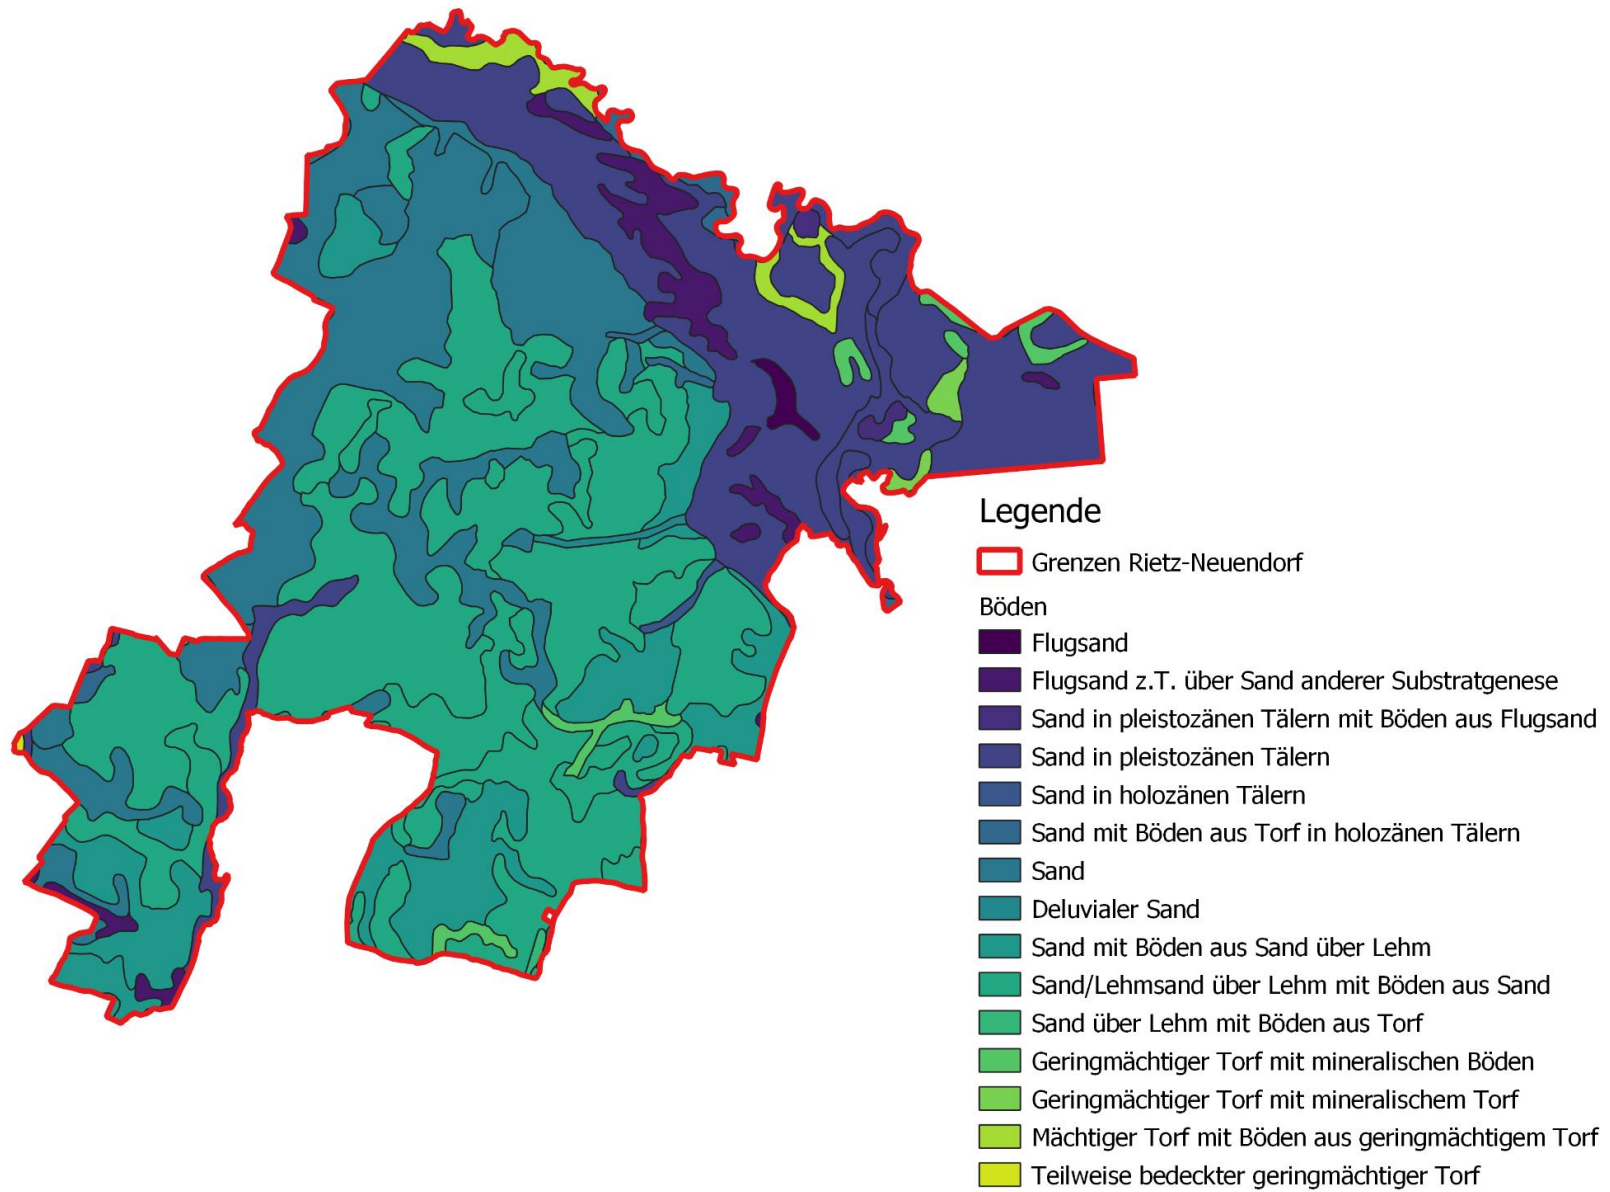 Legende
Grenzen Rietz-Neuendorf
Böden
Flugsand
Flugsand z.T. über Sand anderer Substratgenese
Sand in pleistozänen Tälern mit Böden aus Flugsand
Sand in pleistozänen Tälern
Sand in holozänen Tälern
Sand mit Böden aus Torf in holozänen Tälern
Sand
Deluvialer Sand
Sand mit Böden aus Sand über Lehm
Sand/Lehmsand über Lehm mit Böden aus Sand
Sand über Lehm mit Böden aus Torf
Geringmächtiger Torf mit mineralischen Böden
Geringmächtiger Torf mit mineralischem Torf
Mächtiger Torf mit Böden aus geringmächtigem Torf
Teilweise bedeckter geringmächtiger Torf